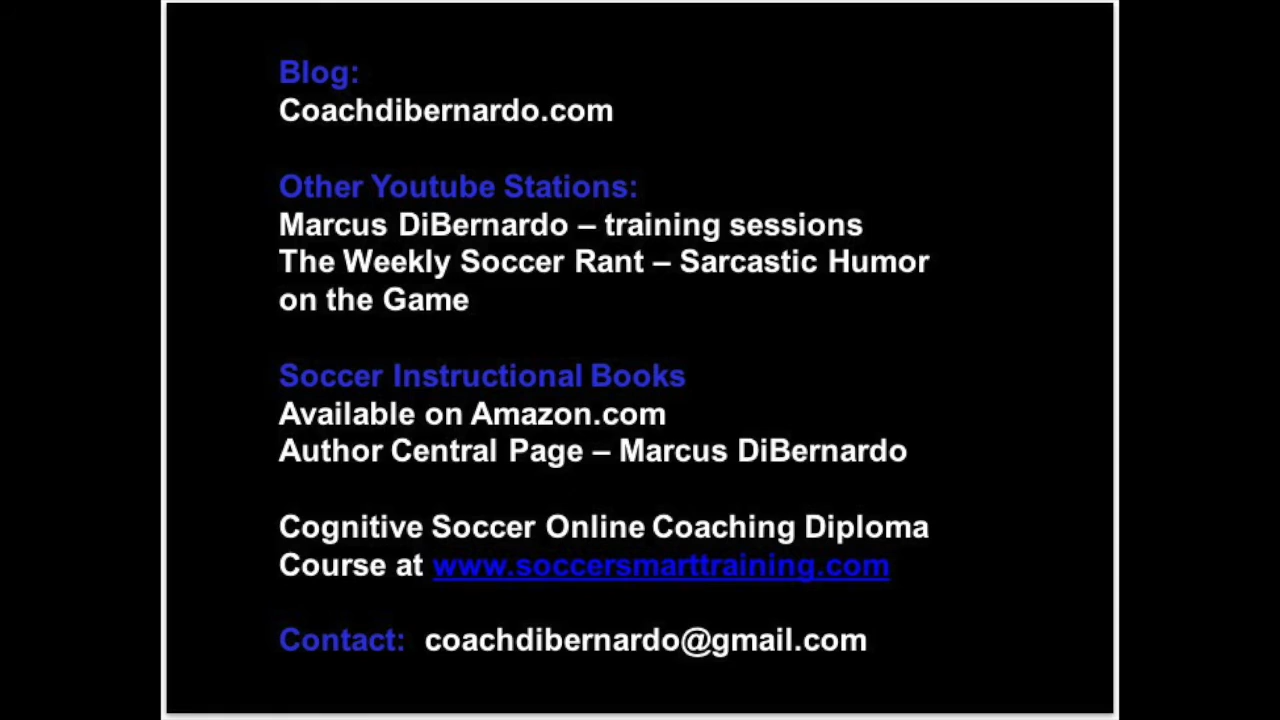 Blog:
Coachdibernardo.com
Other Youtube Stations:
Marcus DiBernardo – training sessions
The Weekly Soccer Rant – Sarcastic Humor
on the Game
Soccer Instructional Books
Available on Amazon.com
Author Central Page – Marcus DiBernardo
Cognitive Soccer Online Coaching Diploma
Course at www.soccersmarttraining.com
Contact: coachdibernardo@gmail.com